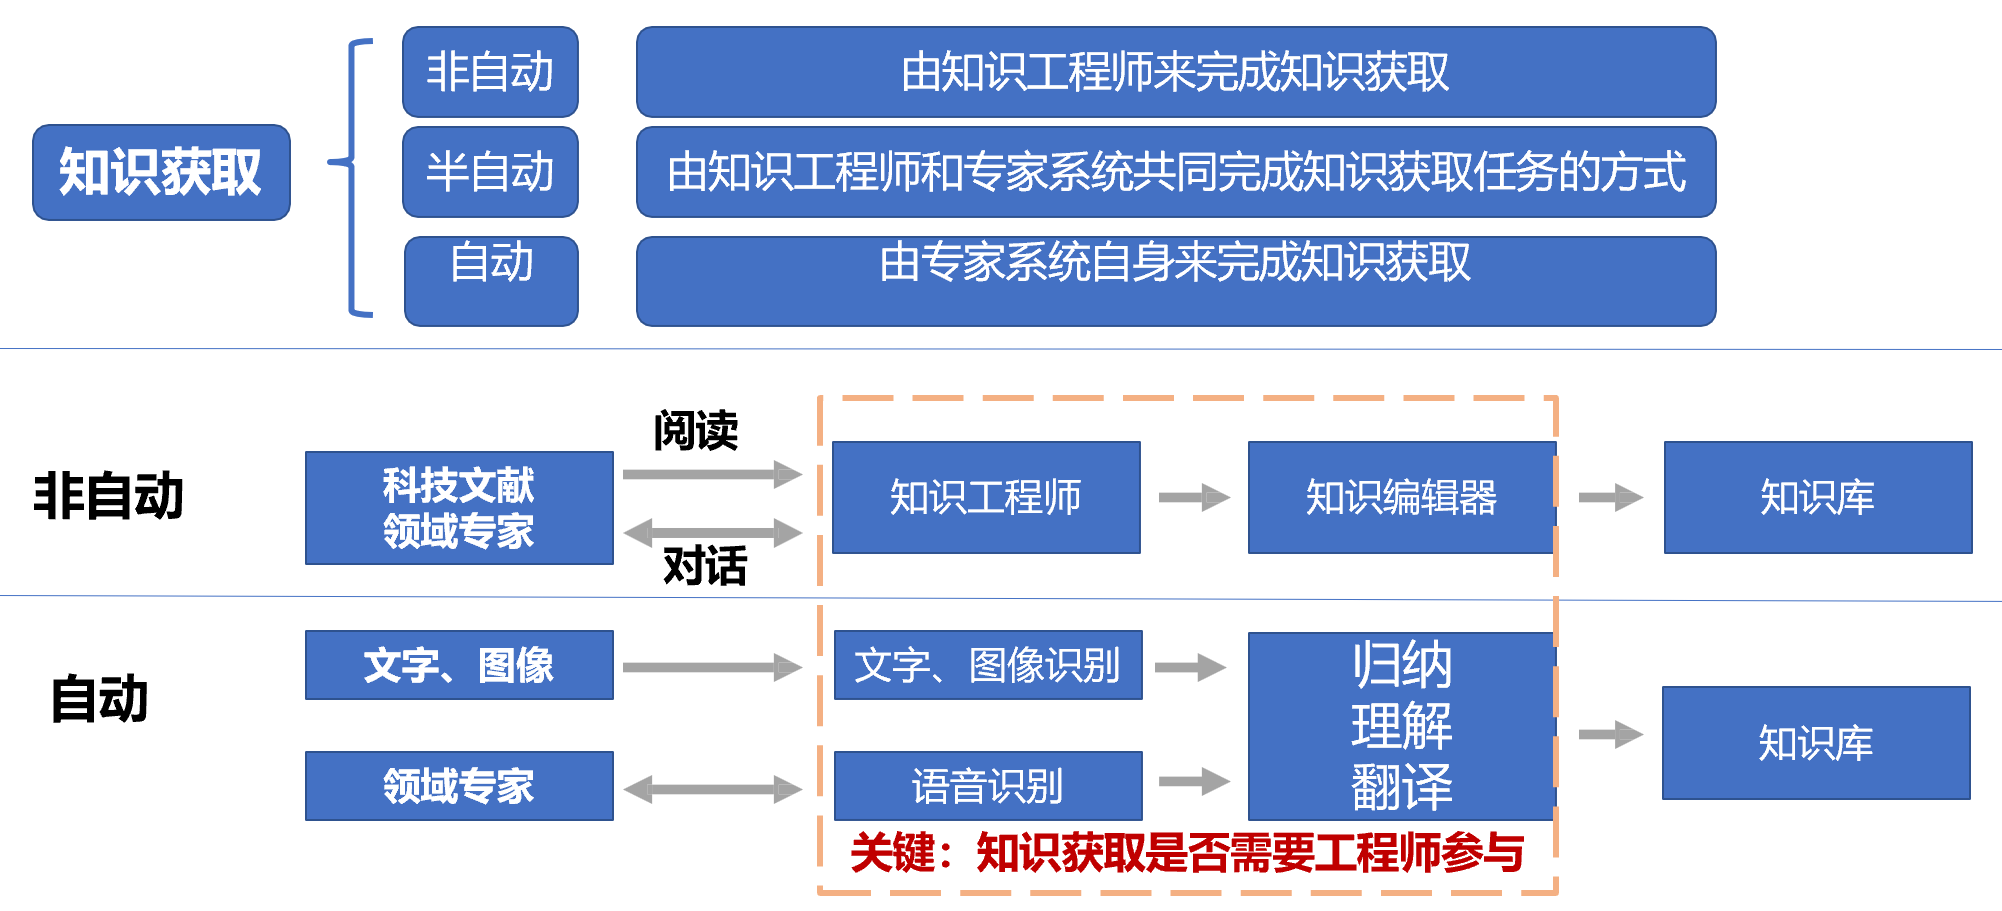 知识获取
非自动
由知识工程师来完成知识获取
半自动
由知识工程师和专家系统共同完成知识获取任务的方式
自动
由专家系统自身来完成知识获取
非自动
科技文献
领域专家
阅读
对话
知识工程师
知识编辑器
知识库
自动
文字、图像
文字、图像识别
领域专家
语音识别
归纳
理解
翻译
知识库
关键：知识获取是否需要工程师参与